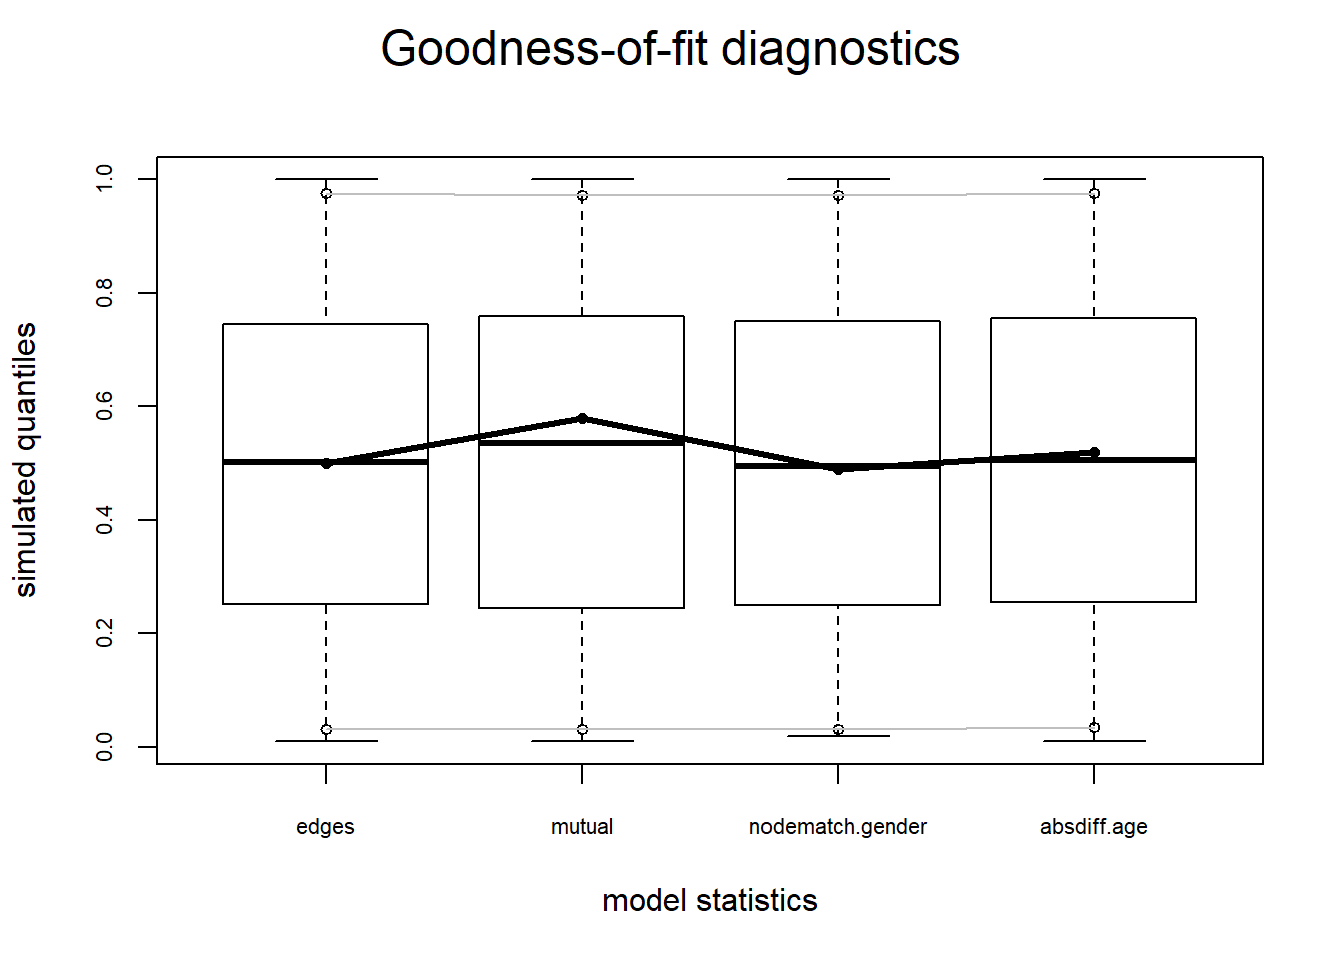 Goodness-of-fit diagnostics
simulated quantiles
1.0
0.8
0.6
0.4
0.2
0.0
edges mutual nodematch.gender absdiff.age
model statistics